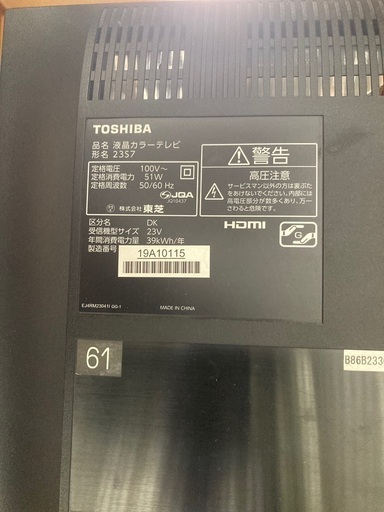 TOSHIBA
品名 液晶カラーテレビ
形名 23S7
定格電圧 100V～
定格消費電力 51W
定格周波数 50/60 Hz
JQA
株式会社 東芝
区分名 DK
受信機型サイズ 23V
年間消費電力量 39kWh/年
製造番号
19A10115
警告
高圧注意
サービスマン以外の方は裏ぶたをあけないでください。内部には高電圧部分が数多くあり、万一さわると危険です。
HDMI
MADE IN CHINA
61
B86B233